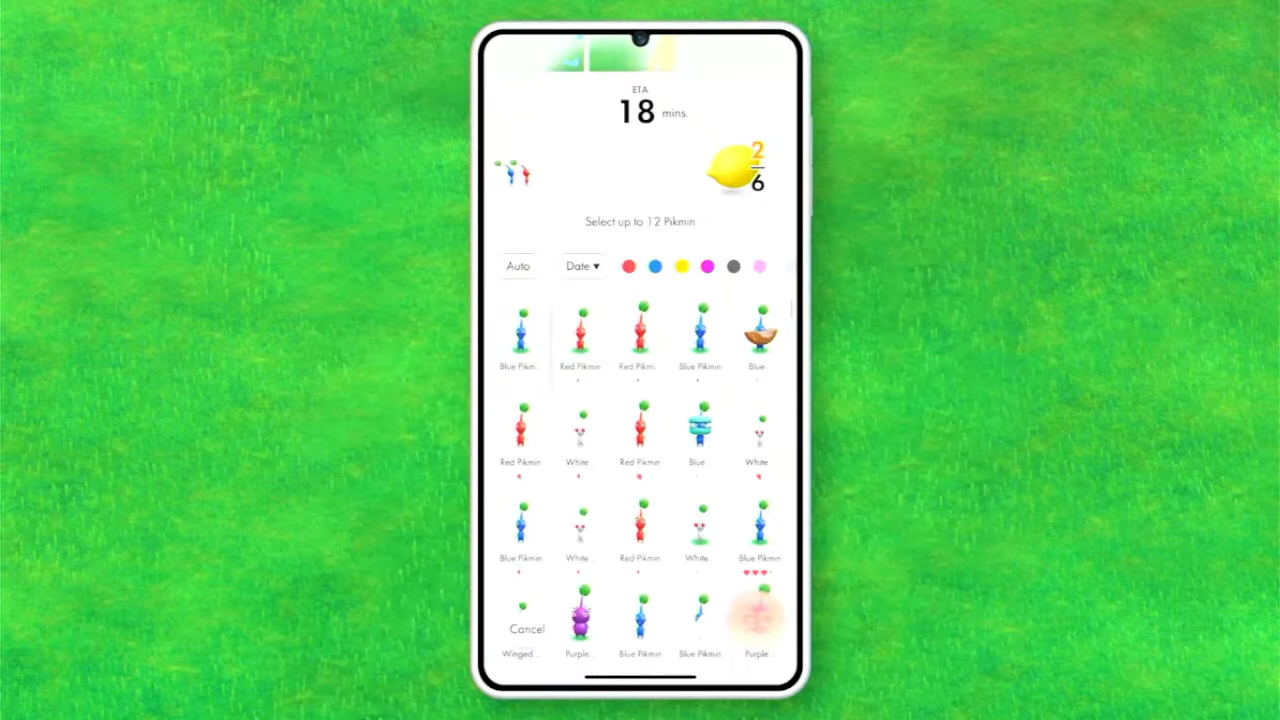 ETA
18 mins.
2
6
Select up to 12 Pikmin
Auto Date ▾
Blue Pikm... Red Pikmin Red Pikm. Blue Pikmin Blue.
Red Pikmin White... Red Pikmin Blue White
Blue Pikmin White... Red Pikmin White... Blue Pikmin
Cancel
Winged... Purple... Blue Pikmin Blue Pikmin Purple...